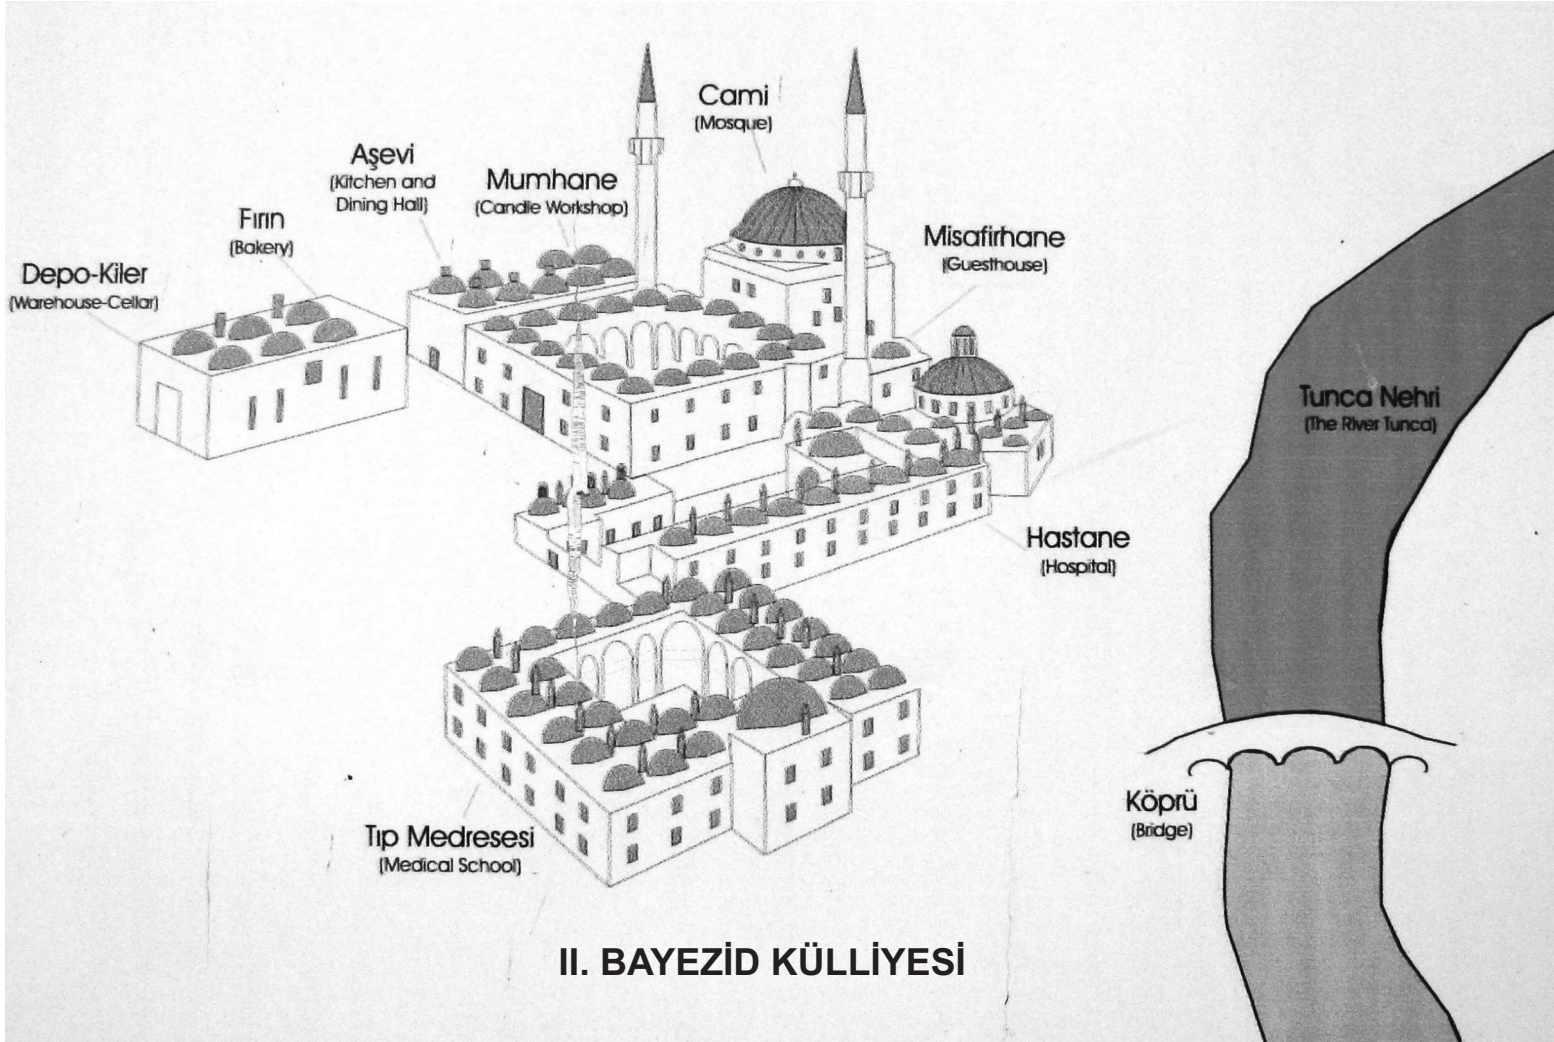 Cami
(Mosque)
Aşevi
(Kitchen and
Dining Hall)
Mumhane
(Candle Workshop)
Fırın
(Bakery)
Misafirhane
(Guesthouse)
Depo-Kiler
(Warehouse-Cellar)
Tunca Nehri
(The River Tunca)
Hastane
(Hospital)
Köprü
(Bridge)
Tıp Medresesi
(Medical School)
II. BAYEZİD KÜLLİYESİ